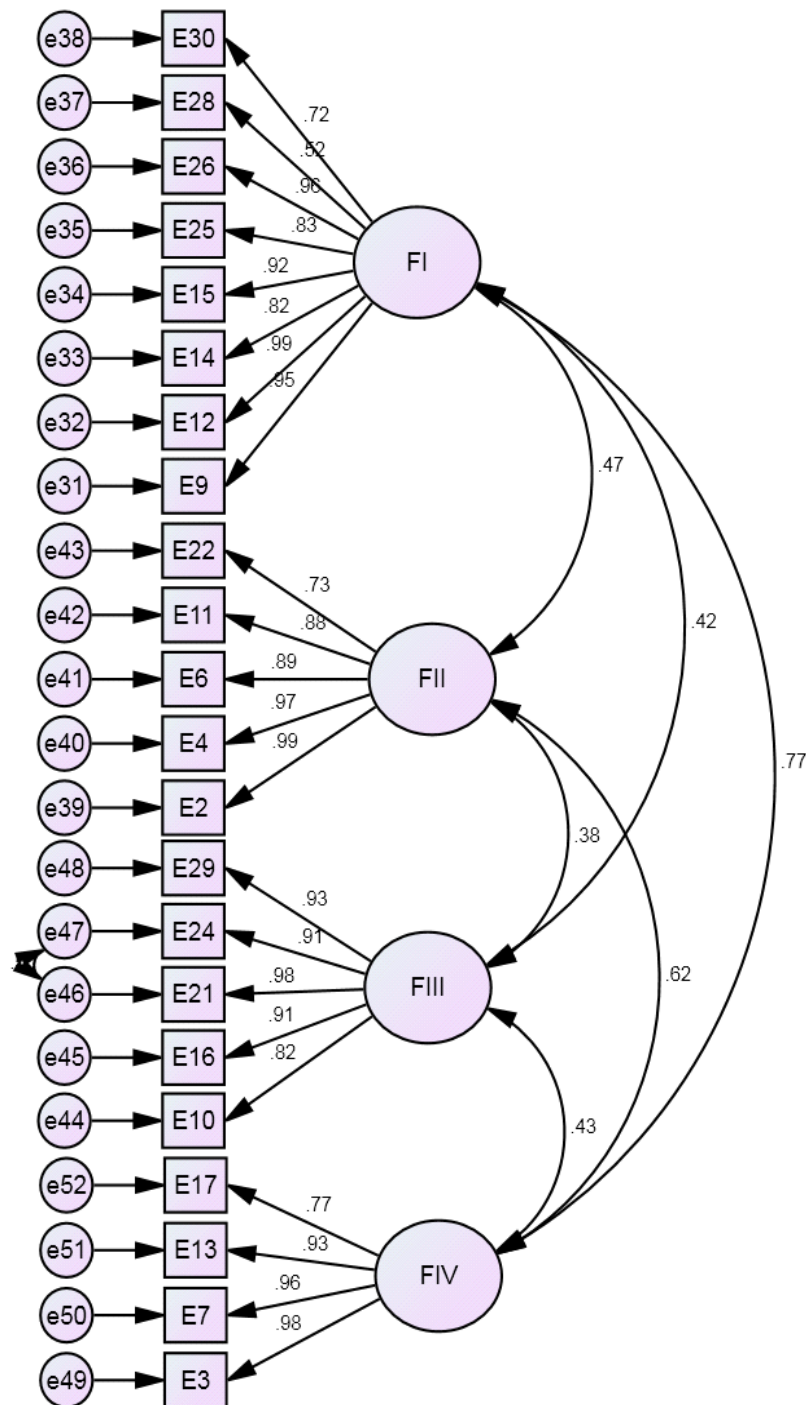 e38 E30
.72
e37 E28
.52
e36 E26
.96
e35 E25
.83
FI
e34 E15
.92
e33 E14
.82
.99
e32 E12
.95
.47
e31 E9
e43 E22
.73
e42 E11
.88
.42
e41 E6
.89
FII
e40 E4
.97
.99
.77
e39 E2
.38
e48 E29
.93
e47 E24
.91
.62
e46 E21
.98
FIII
.91
e45 E16
.82
e44 E10
.43
e52 E17
.77
e51 E13
.93
FIV
.96
e50 E7
.98
e49 E3